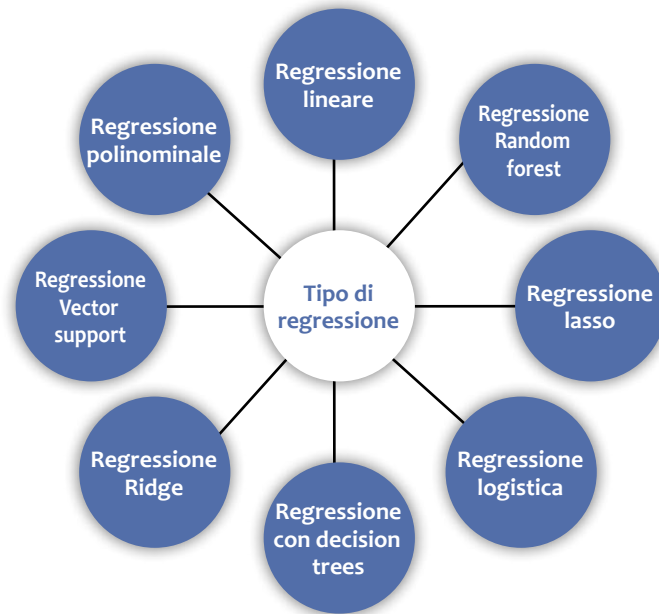 Regressione
lineare
Regressione
Random
forest
Regressione
polinominale
Regressione
Vector
support
Tipo di
regressione
Regressione
lasso
Regressione
Ridge
Regressione
logistica
Regressione
con decision
trees